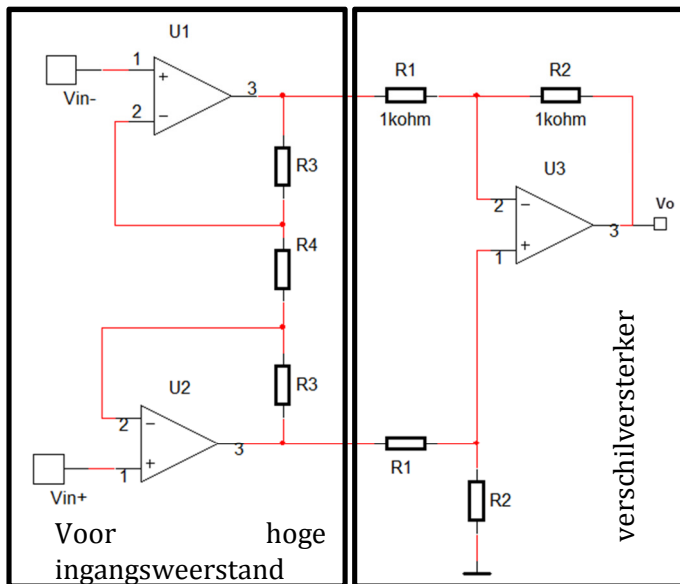 U1
1
+
Vin-
2
−
3
R3
R4
R3
U2
2
−
3
1
+
Vin+
Voor hoge
ingangsweerstand
R1
1kohm
R2
1kohm
U3
2
−
+
1
3
Vo
R1
R2
verschilversterker